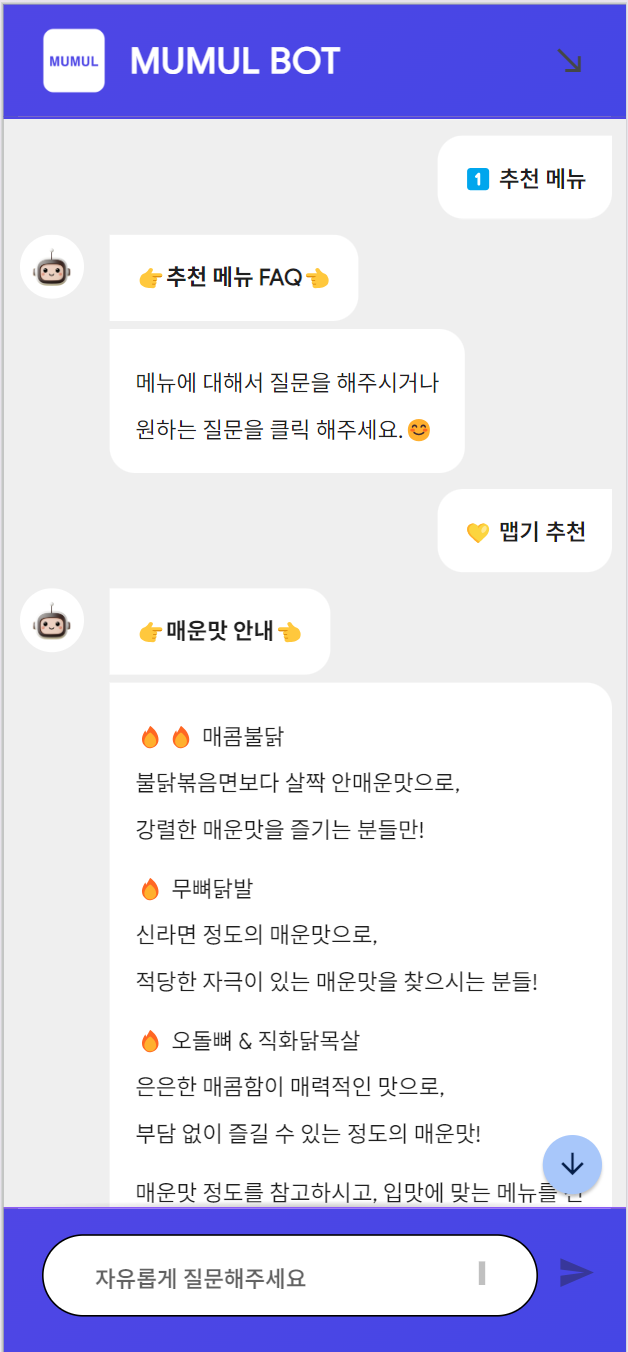 MUMUL
MUMUL BOT
1️⃣ 추천 메뉴
👉추천 메뉴 FAQ👈
메뉴에 대해서 질문을 해주시거나
원하는 질문을 클릭 해주세요.😊
💛 맵기 추천
👉매운맛 안내👈
🔥🔥 매콤불닭
불닭볶음면보다 살짝 안매운맛으로,
강렬한 매운맛을 즐기는 분들만!
🔥 무뼈닭발
신라면 정도의 매운맛으로,
적당한 자극이 있는 매운맛을 찾으시는 분들!
🔥 오돌뼈 & 직화닭목살
은은한 매콤함이 매력적인 맛으로,
부담 없이 즐길 수 있는 정도의 매운맛!
매운맛 정도를 참고하시고, 입맛에 맞는 메뉴를
자유롭게 질문해주세요